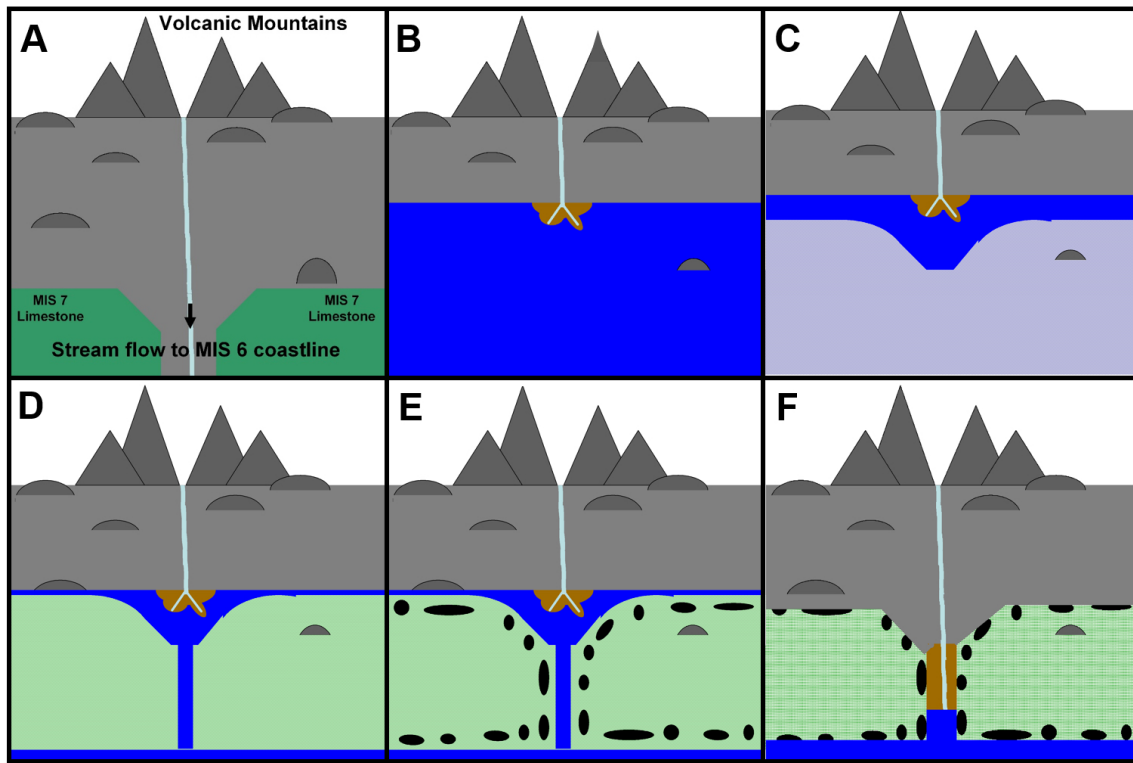 A
Volcanic Mountains
B
C
MIS 7
Limestone
MIS 7
Limestone
Stream flow to MIS 6 coastline
D
E
F